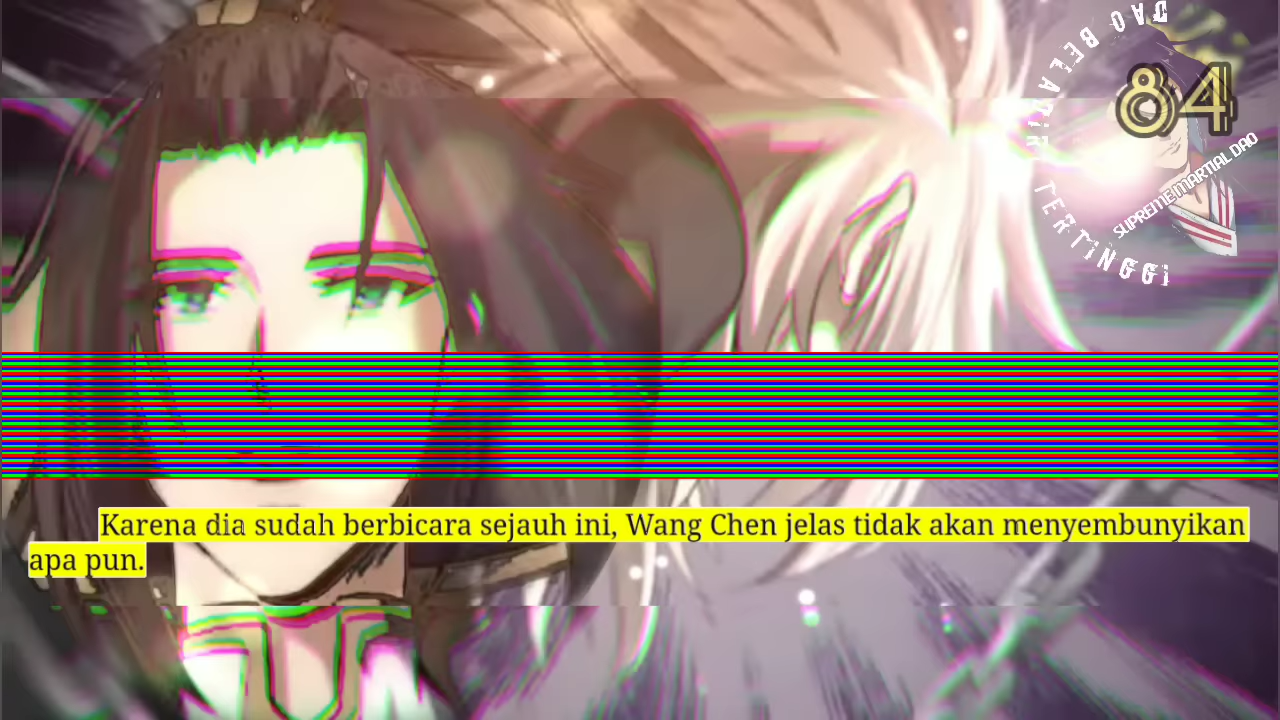 DAO BELADIRI TERTINGGI
84
SUPREME MARTIAL DAO
Karena dia sudah berbicara sejauh ini, Wang Chen jelas tidak akan menyembunyikan
apa pun.